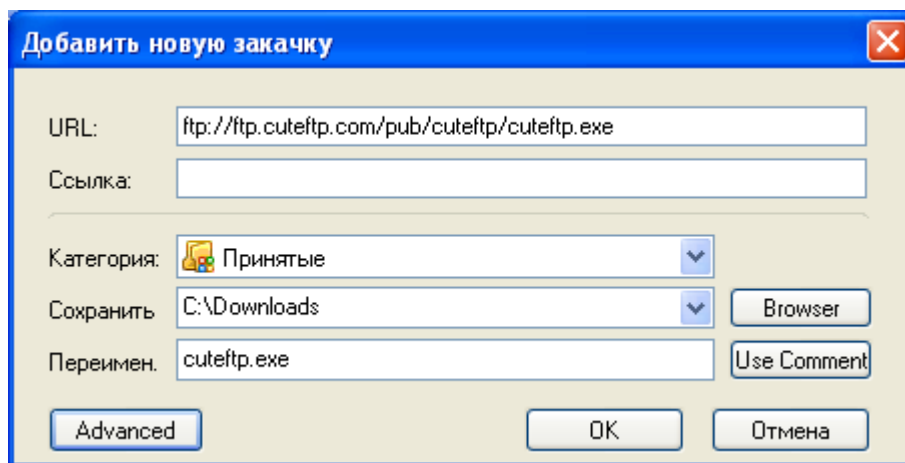 Добавить новую закачку
URL: ftp://ftp.cuteftp.com/pub/cuteftp/cuteftp.exe
Ссылка:
Категория: Принятые
Сохранить C:\Downloads Browser
Переимен. cuteftp.exe Use Comment
Advanced OK Отмена